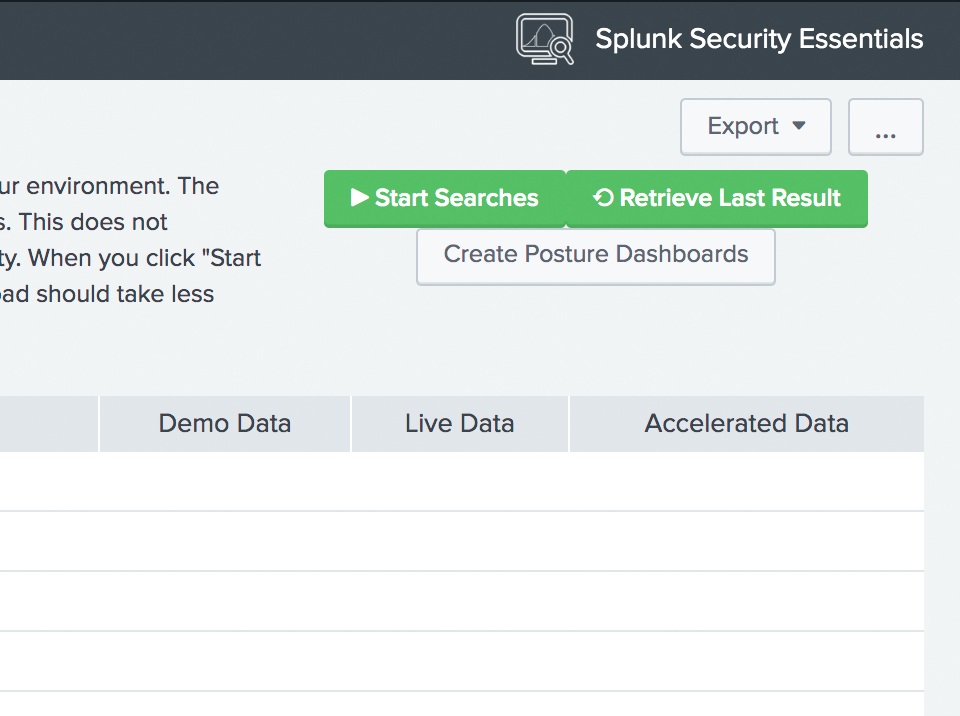 Splunk Security Essentials
Export
...
ur environment. The
s. This does not
ty. When you click "Start
ad should take less
Start Searches
Retrieve Last Result
Create Posture Dashboards
Demo Data
Live Data
Accelerated Data